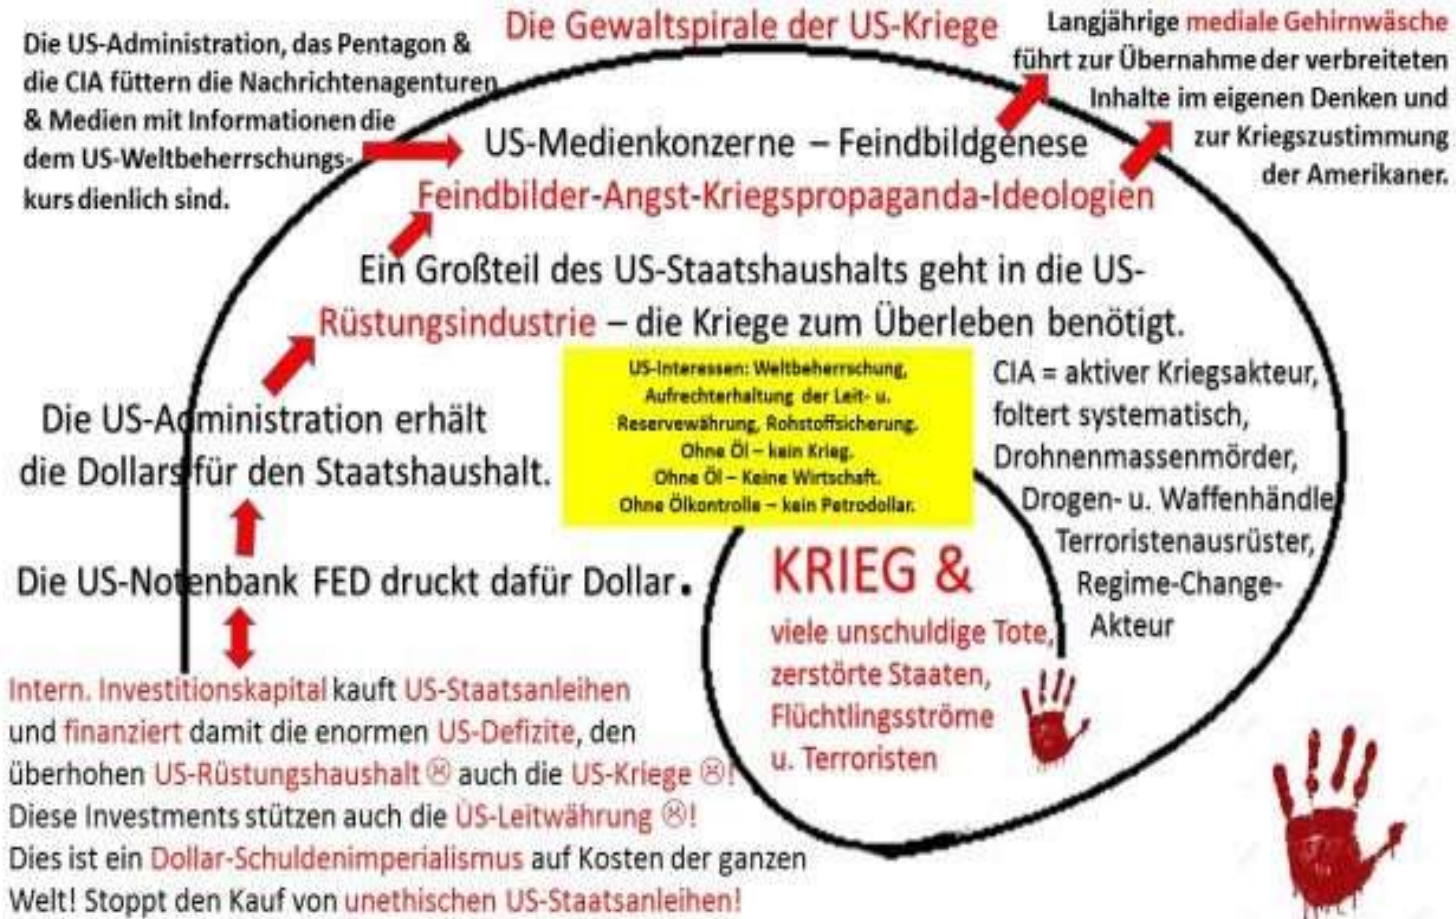 Die Gewaltspirale der US-Kriege
Die US-Administration, das Pentagon &
die CIA füttern die Nachrichtenagenturen
& Medien mit Informationen die
dem US-Weltbeherrschungs-
kurs dienlich sind.
Langjährige mediale Gehirnwäsche
führt zur Übernahme der verbreiteten
Inhalte im eigenen Denken und
zur Kriegszustimmung
der Amerikaner.
US-Medienkonzerne – Feindbildgenese
Feindbilder-Angst-Kriegspropaganda-Ideologien
Ein Großteil des US-Staatshaushalts geht in die US-
Rüstungsindustrie – die Kriege zum Überleben benötigt.
US-Interessen: Weltbeherrschung,
Aufrechterhaltung der Leit- u.
Reservewährung, Rohstoffsicherung.
Ohne Öl – kein Krieg.
Ohne Öl – Keine Wirtschaft.
Ohne Ölkontrolle – kein Petrodollar.
CIA = aktiver Kriegsakteur,
foltert systematisch,
Drohnenmassenmörder,
Drogen- u. Waffenhändle
Terroristenausrüster,
Regime-Change-
Akteur
Die US-Administration erhält
die Dollars für den Staatshaushalt.
Die US-Notenbank FED druckt dafür Dollar.
KRIEG &
viele unschuldige Tote,
zerstörte Staaten,
Flüchtlingsströme
u. Terroristen
Intern. Investitionskapital kauft US-Staatsanleihen
und finanziert damit die enormen US-Defizite, den
überhohen US-Rüstungshaushalt ☹ auch die US-Kriege ☹!
Diese Investments stützen auch die US-Leitwährung ☹!
Dies ist ein Dollar-Schuldenimperialismus auf Kosten der ganzen
Welt! Stoppt den Kauf von unethischen US-Staatsanleihen!